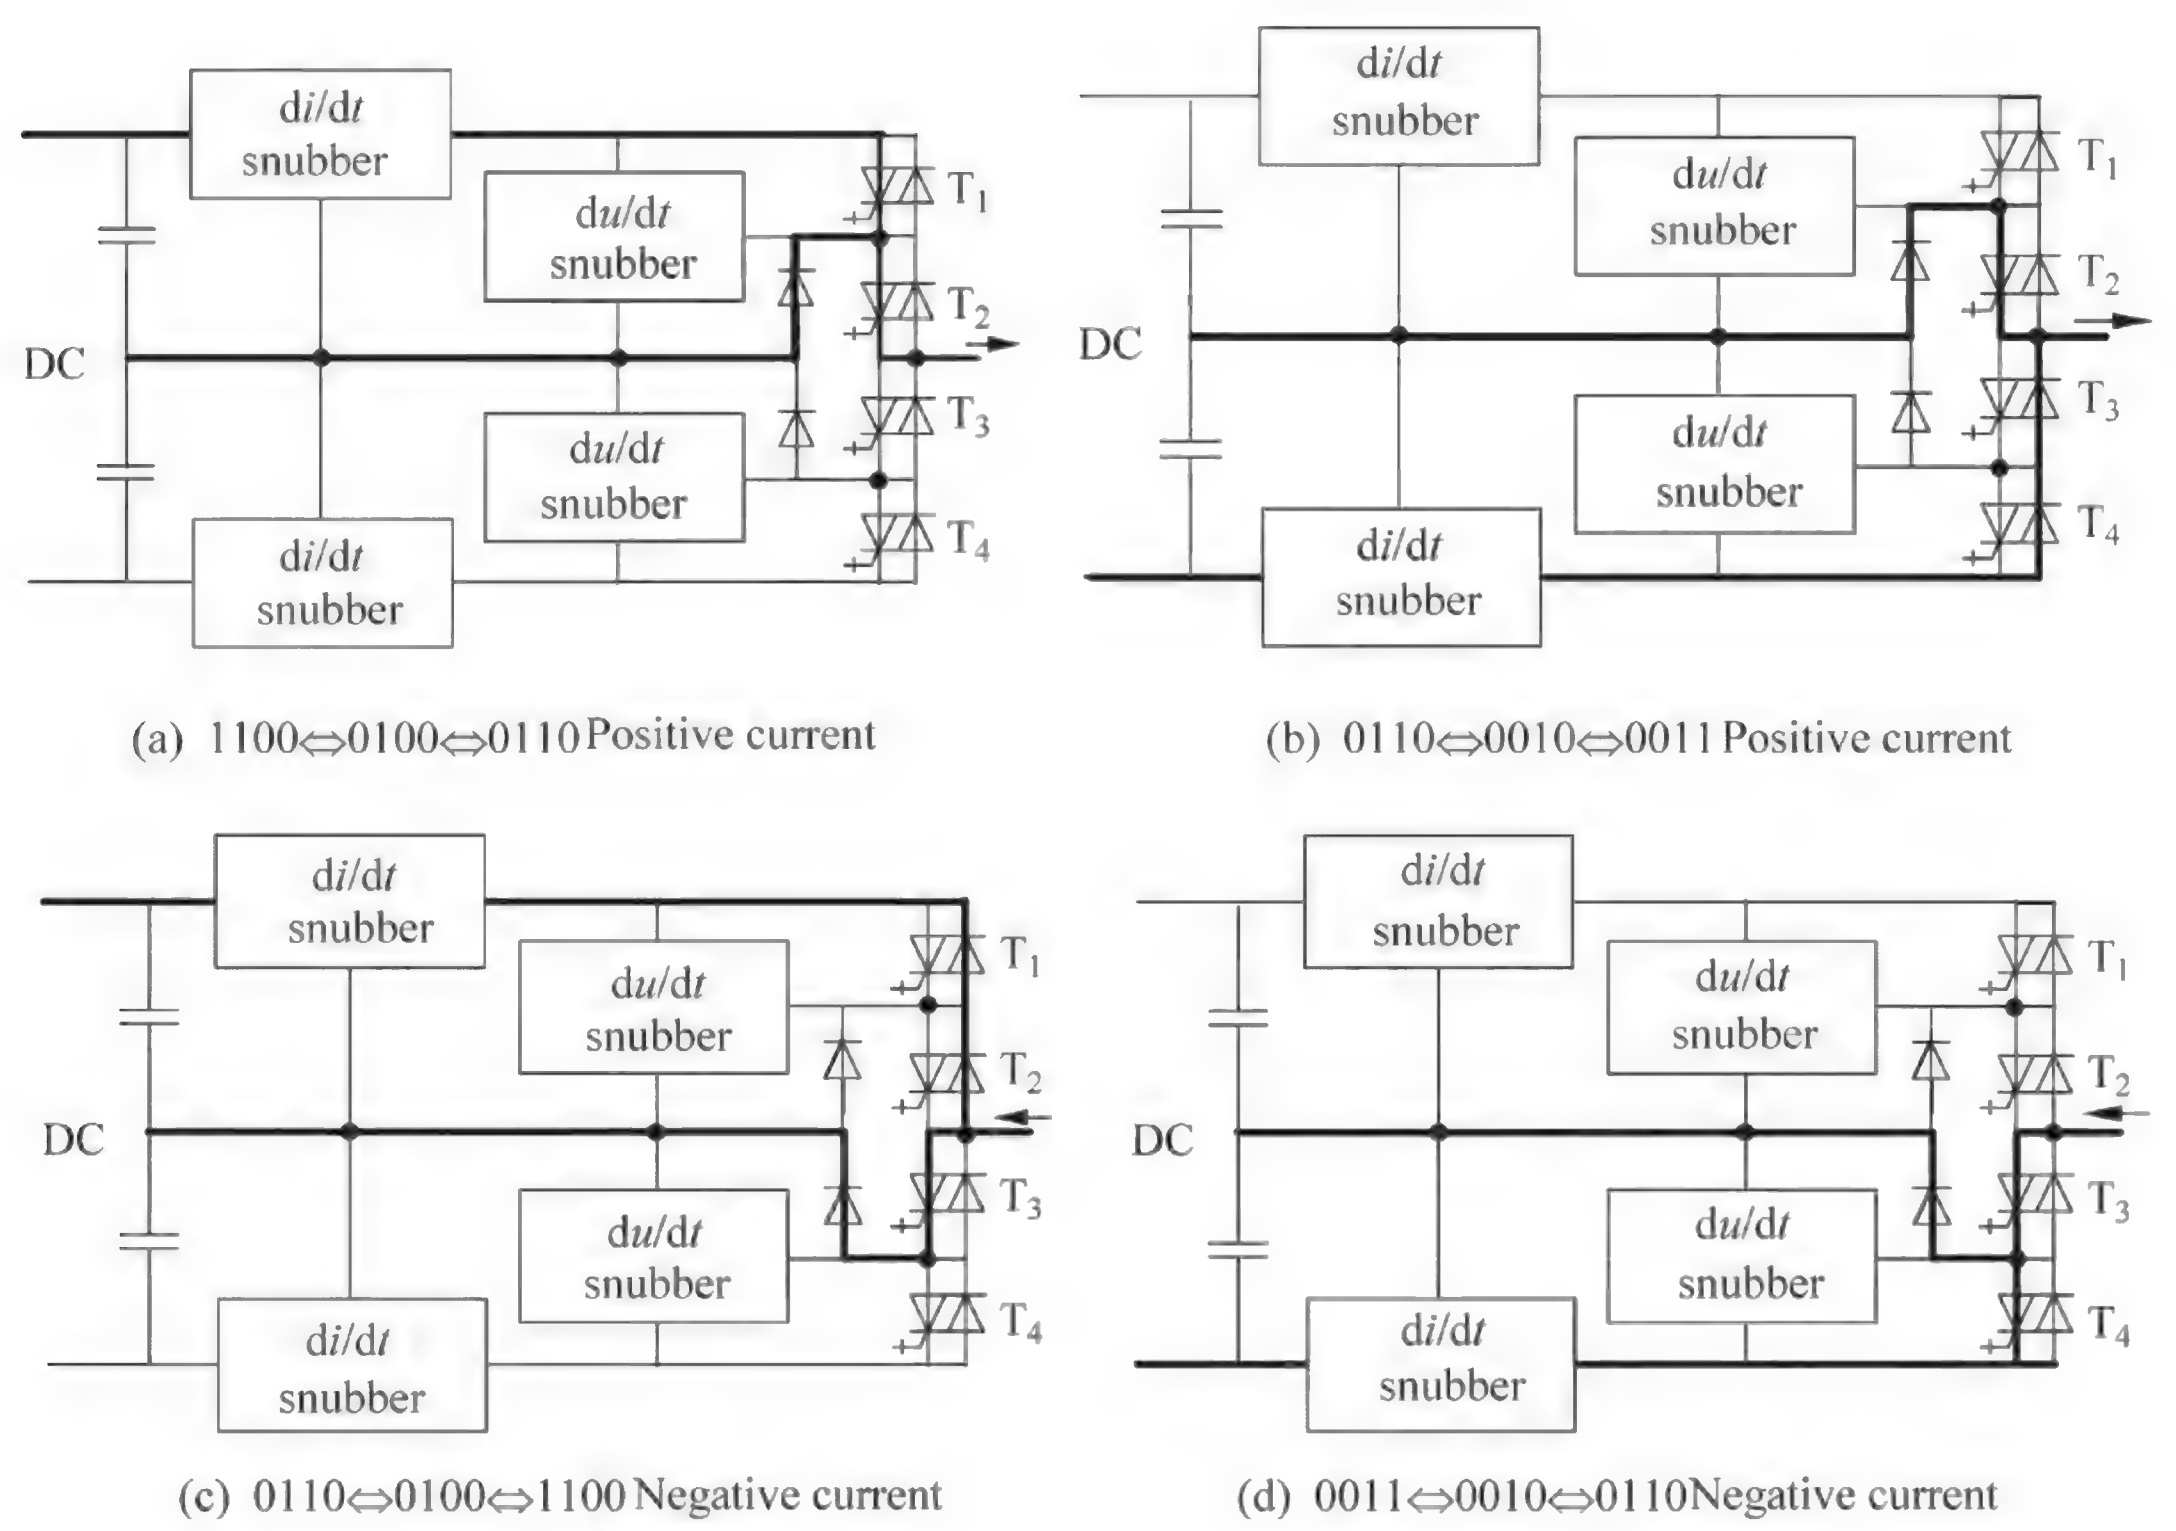 di/dt
snubber
du/dt
snubber
DC
du/dt
snubber
di/dt
snubber
T1
T2
T3
T4
(a) 1100⇔0100⇔0110 Positive current
di/dt
snubber
du/dt
snubber
DC
du/dt
snubber
di/dt
snubber
T1
T2
T3
T4
(b) 0110⇔0010⇔0011 Positive current
di/dt
snubber
du/dt
snubber
DC
du/dt
snubber
di/dt
snubber
T1
T2
T3
T4
(c) 0110⇔0100⇔1100 Negative current
di/dt
snubber
du/dt
snubber
DC
du/dt
snubber
di/dt
snubber
T1
T2
T3
T4
(d) 0011⇔0010⇔0110 Negative current